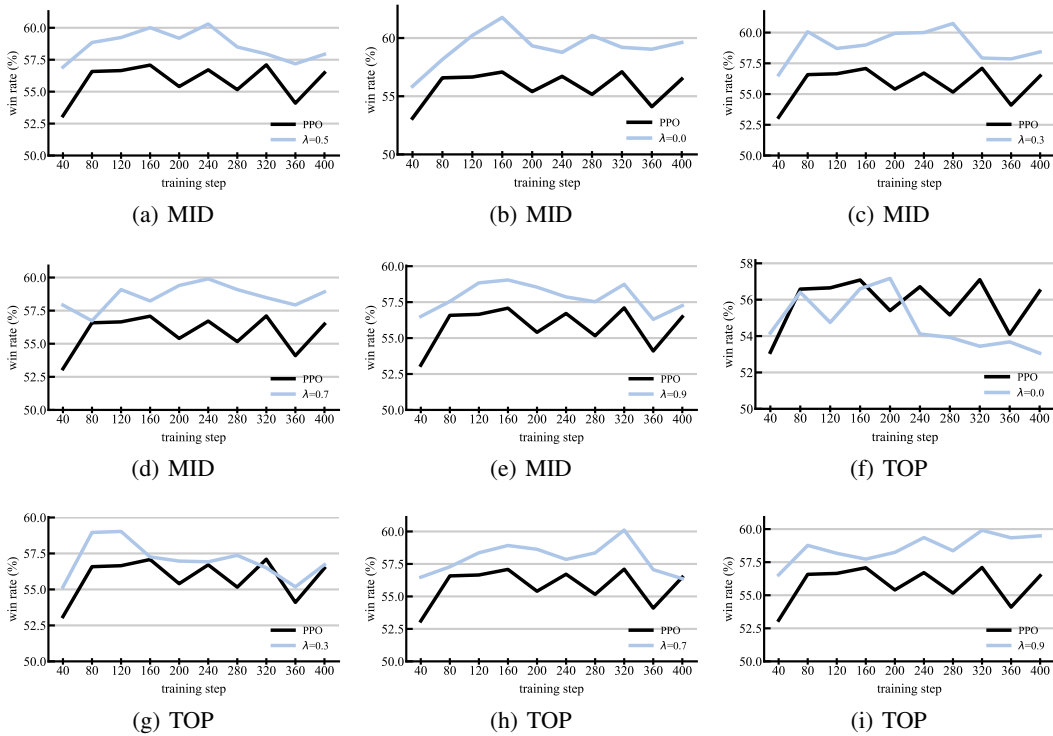 60.0
57.5
55.0
52.5
50.0
win rate (%)
PPO
λ=0.5
40 80 120 160 200 240 280 320 360 400
training step
(a) MID
60
55
50
win rate (%)
PPO
λ=0.0
40 80 120 160 200 240 280 320 360 400
training step
(b) MID
60.0
57.5
55.0
52.5
50.0
win rate (%)
PPO
λ=0.3
40 80 120 160 200 240 280 320 360 400
training step
(c) MID
60.0
57.5
55.0
52.5
50.0
win rate (%)
PPO
λ=0.7
40 80 120 160 200 240 280 320 360 400
training step
(d) MID
60.0
57.5
55.0
52.5
50.0
win rate (%)
PPO
λ=0.9
40 80 120 160 200 240 280 320 360 400
training step
(e) MID
58
56
54
52
50
win rate (%)
PPO
λ=0.0
40 80 120 160 200 240 280 320 360 400
training step
(f) TOP
60.0
57.5
55.0
52.5
50.0
win rate (%)
PPO
λ=0.3
40 80 120 160 200 240 280 320 360 400
training step
(g) TOP
60.0
57.5
55.0
52.5
50.0
win rate (%)
PPO
λ=0.7
40 80 120 160 200 240 280 320 360 400
training step
(h) TOP
60.0
57.5
55.0
52.5
50.0
win rate (%)
PPO
λ=0.9
40 80 120 160 200 240 280 320 360 400
training step
(i) TOP